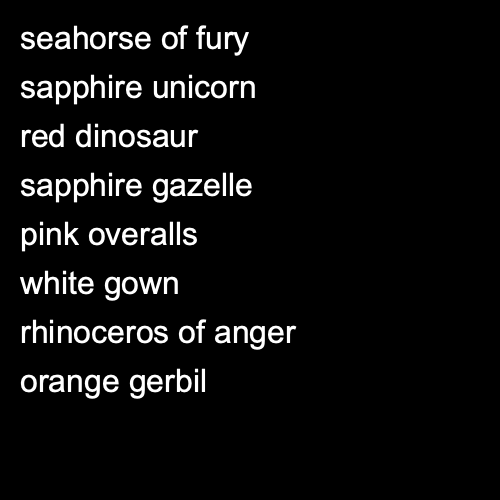 seahorse of fury
sapphire unicorn
red dinosaur
sapphire gazelle
pink overalls
white gown
rhinoceros of anger
orange gerbil